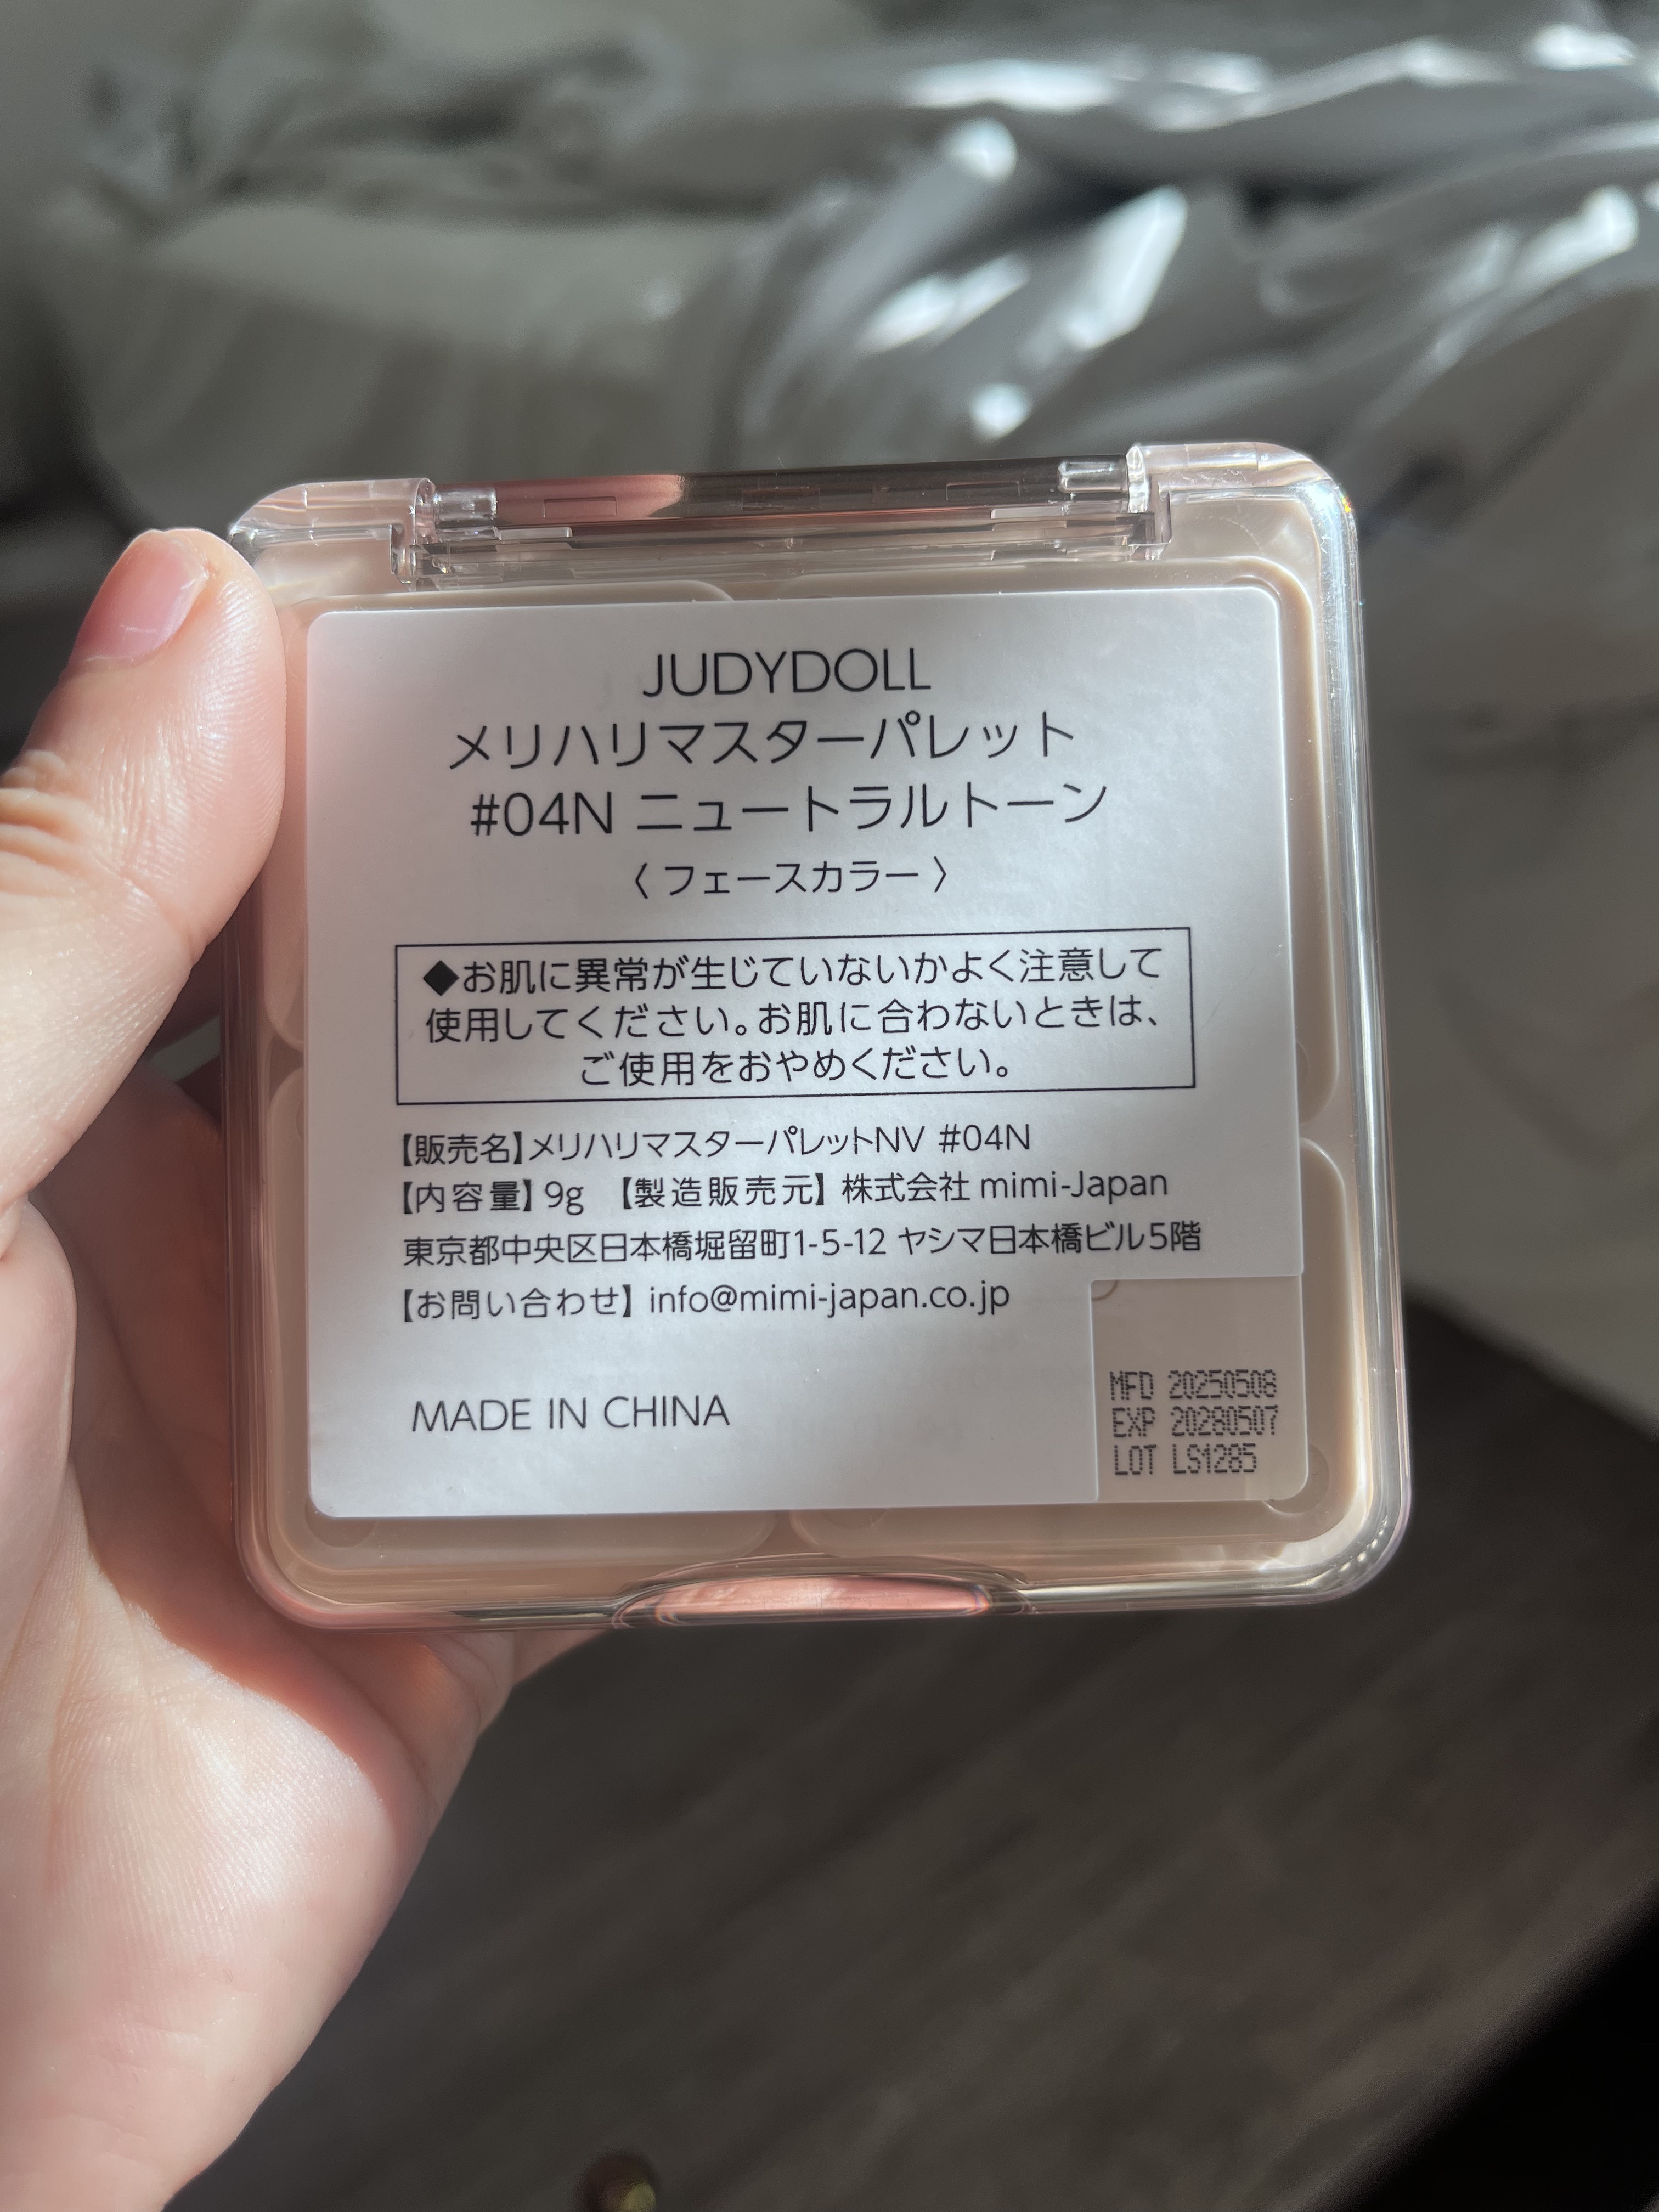 JUDYDOLL
メリハリマスターパレット
#04N ニュートラルトーン
〈フェースカラー〉
◆お肌に異常が生じていないかよく注意して
使用してください。お肌に合わないときは、
ご使用をおやめください。
【販売名】メリハリマスターパレットNV #04N
【内容量】9g 【製造販売元】株式会社 mimi-Japan
東京都中央区日本橋堀留町1-5-12 ヤシマ日本橋ビル5階
【お問い合わせ】info@mimi-japan.co.jp
MADE IN CHINA
MFD 20250508
EXP 20280507
LOT LS1285